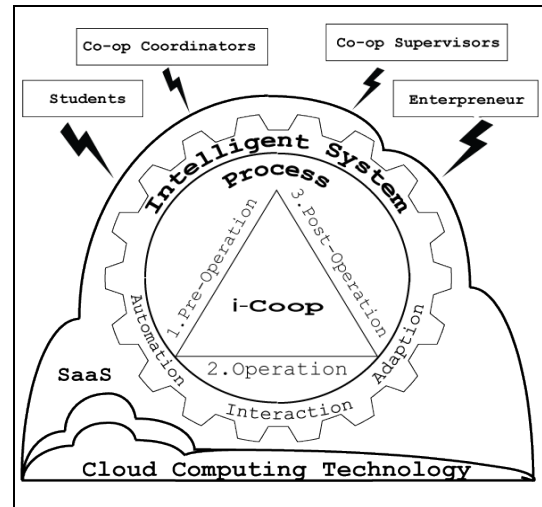 Co-op Coordinators
Co-op Supervisors
Students
Enterpreneur
Intelligent System
Process
1.Pre-Operation
3.Post-Operation
i-Coop
2.Operation
Automation
Interaction
Adaption
SaaS
Cloud Computing Technology